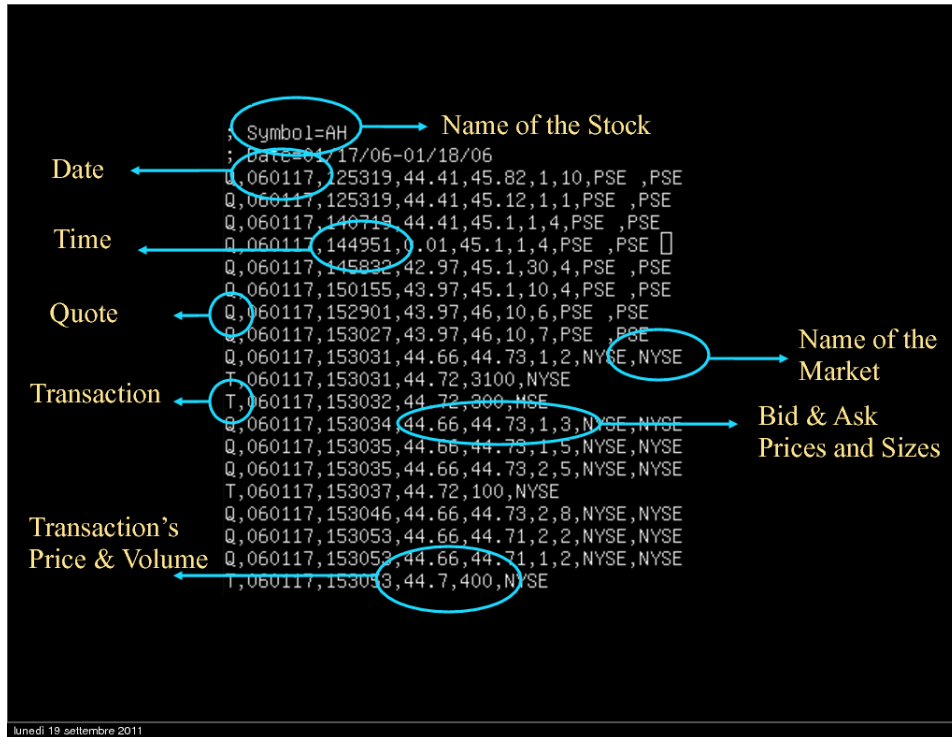 ; Symbol=AH
Name of the Stock
; Date=01/17/06-01/18/06
Date
Q,060117,125319,44.41,45.82,1,10,PSE ,PSE
Q,060117,125319,44.41,45.12,1,1,PSE ,PSE
Q,060117,140719,44.41,45.1,1,4,PSE ,PSE
Time
Q,060117,144951,0.01,45.1,1,4,PSE ,PSE
Q,060117,145832,42.97,45.1,30,4,PSE ,PSE
Q,060117,150155,43.97,45.1,10,4,PSE ,PSE
Quote
Q,060117,152901,43.97,46,10,6,PSE ,PSE
Q,060117,153027,43.97,46,10,7,PSE ,PSE
Q,060117,153031,44.66,44.73,1,2,NYSE,NYSE
Name of the
Market
T,060117,153031,44.72,3100,NYSE
Transaction
T,060117,153032,44.72,300,MSE
Q,060117,153034,44.66,44.73,1,3,NYSE,NYSE
Bid & Ask
Prices and Sizes
Q,060117,153035,44.66,44.73,1,5,NYSE,NYSE
Q,060117,153035,44.66,44.73,2,5,NYSE,NYSE
T,060117,153037,44.72,100,NYSE
Q,060117,153046,44.66,44.73,2,8,NYSE,NYSE
Transaction’s
Price & Volume
Q,060117,153053,44.66,44.71,2,2,NYSE,NYSE
Q,060117,153053,44.66,44.71,1,2,NYSE,NYSE
T,060117,153053,44.7,400,NYSE
lunedì 19 settembre 2011